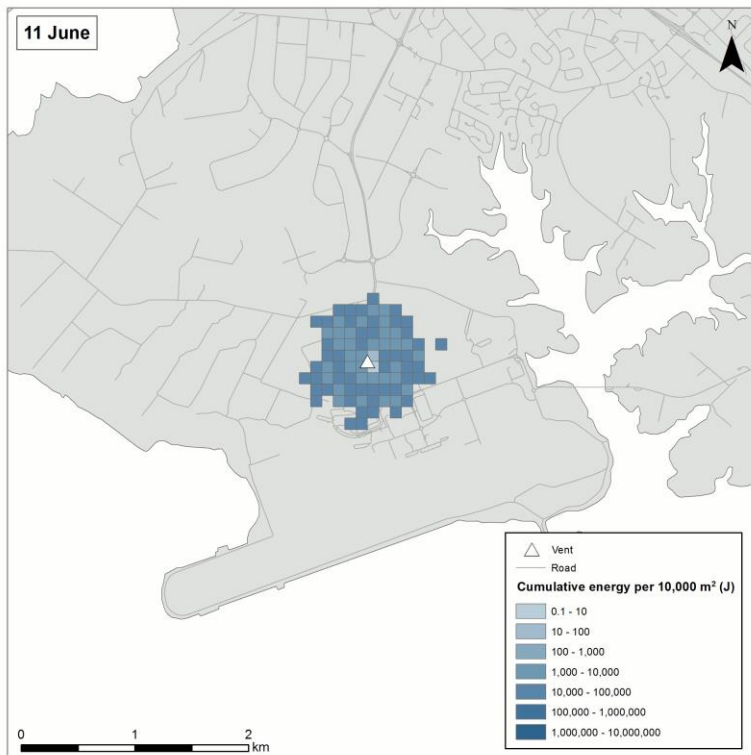 11 June
N
Vent
Road
Cumulative energy per 10,000 m² (J)
0.1 - 10
10 - 100
100 - 1,000
1,000 - 10,000
10,000 - 100,000
100,000 - 1,000,000
1,000,000 - 10,000,000
0 1 2
km